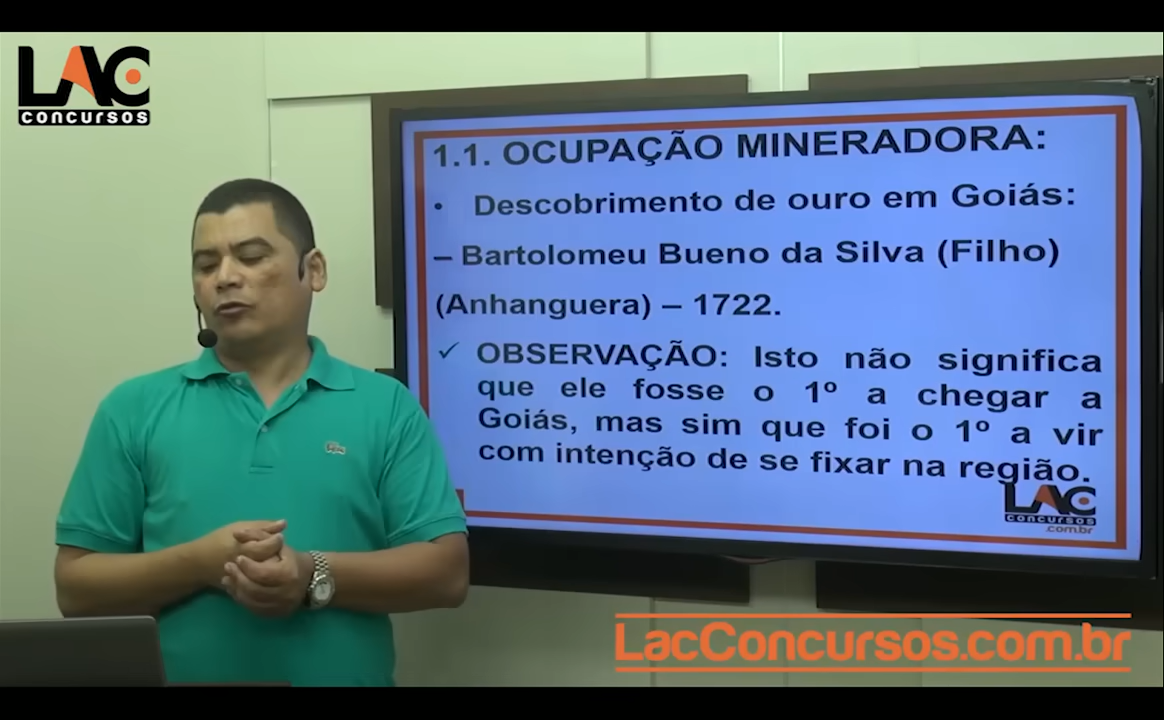 LAC
concursos
1.1. OCUPAÇÃO MINERADORA:
• Descobrimento de ouro em Goiás:
– Bartolomeu Bueno da Silva (Filho)
(Anhanguera) – 1722.
✓ OBSERVAÇÃO: Isto não significa
que ele fosse o 1º a chegar a
Goiás, mas sim que foi o 1º a vir
com intenção de se fixar na região.
LAC
concursos
.com.br
LacConcursos.com.br